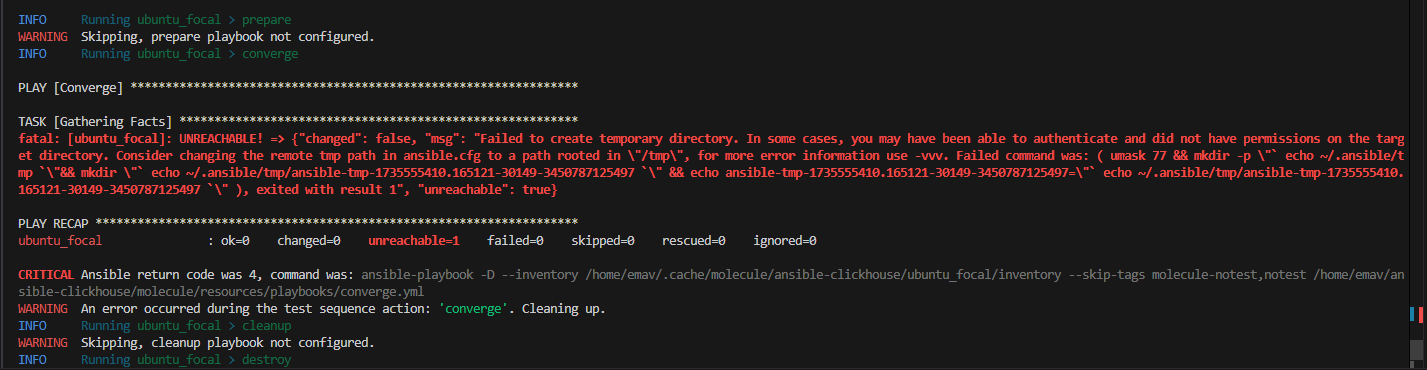 INFO     Running ubuntu_focal > prepare
WARNING  Skipping, prepare playbook not configured.
INFO     Running ubuntu_focal > converge
PLAY [Converge] ****************************************************************
TASK [Gathering Facts] *********************************************************
fatal: [ubuntu_focal]: UNREACHABLE! => {"changed": false, "msg": "Failed to create temporary directory. In some cases, you may have been able to authenticate and did not have permissions on the targ
et directory. Consider changing the remote tmp path in ansible.cfg to a path rooted in \"/tmp\", for more error information use -vvv. Failed command was: ( umask 77 && mkdir -p \"` echo ~/.ansible/t
mp `\"&& mkdir \"` echo ~/.ansible/tmp/ansible-tmp-1735555410.165121-30149-3450787125497 `\" && echo ansible-tmp-1735555410.165121-30149-3450787125497=\"` echo ~/.ansible/tmp/ansible-tmp-1735555410.
165121-30149-3450787125497 `\" ), exited with result 1", "unreachable": true}
PLAY RECAP *********************************************************************
ubuntu_focal               : ok=0    changed=0    unreachable=1    failed=0    skipped=0    rescued=0    ignored=0
CRITICAL Ansible return code was 4, command was: ansible-playbook -D --inventory /home/emav/.cache/molecule/ansible-clickhouse/ubuntu_focal/inventory --skip-tags molecule-notest,notest /home/emav/an
sible-clickhouse/molecule/resources/playbooks/converge.yml
WARNING  An error occurred during the test sequence action: 'converge'. Cleaning up.
INFO     Running ubuntu_focal > cleanup
WARNING  Skipping, cleanup playbook not configured.
INFO     Running ubuntu_focal > destroy